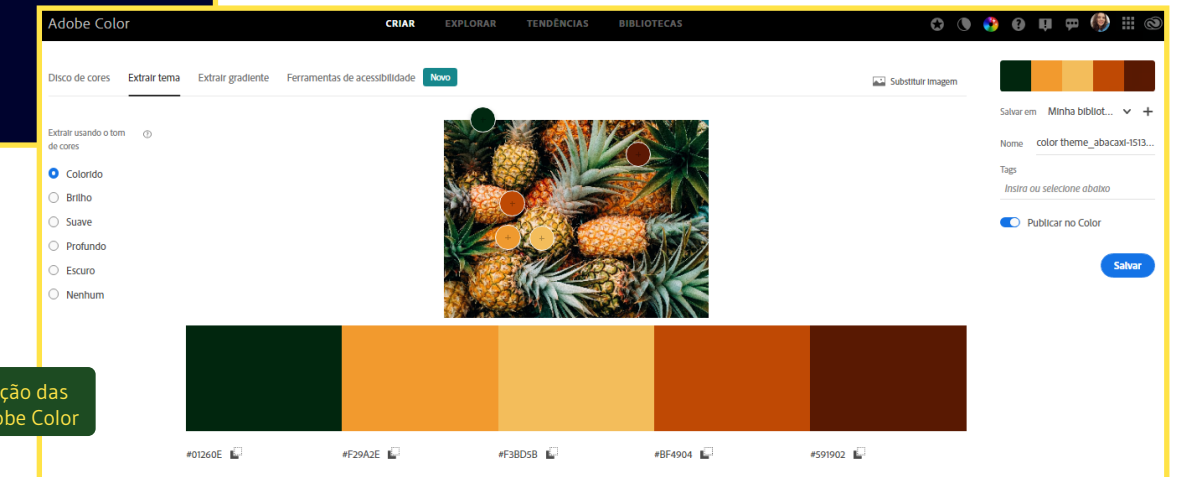 Adobe Color
CRIAR EXPLORAR TENDÊNCIAS BIBLIOTECAS
Disco de cores Extrair tema Extrair gradiente Ferramentas de acessibilidade Novo
Substituir imagem
Extrair usando o tom
de cores
Colorido
Brilho
Suave
Profundo
Escuro
Nenhum
Salvar em Minha bibliot...
Nome color theme_abacaxi-1513...
Tags
Insira ou selecione abaixo
Publicar no Color
Salvar
ção das
obe Color
#01260E #F29A2E #F3BD5B #BF4904 #591902